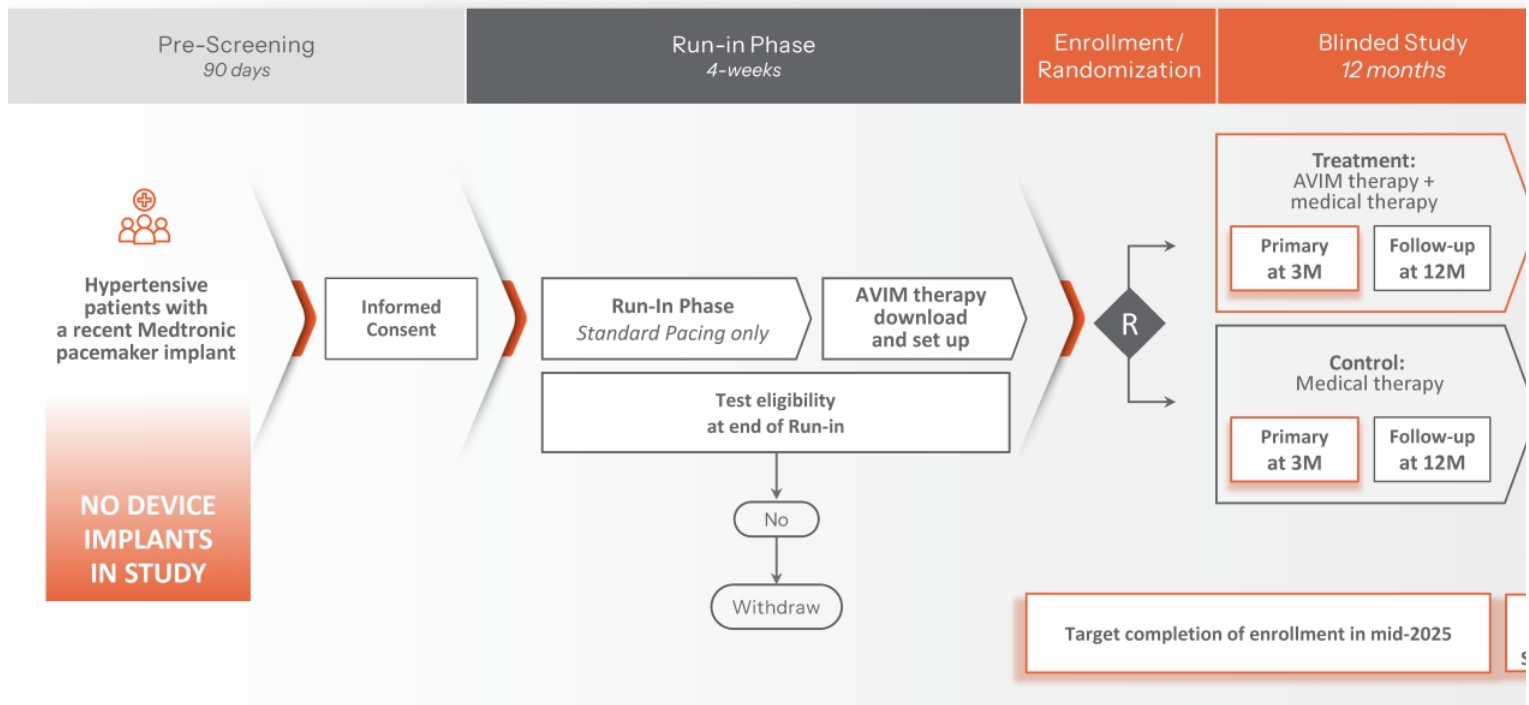 Pre-Screening
90 days
Run-in Phase
4-weeks
Enrollment/
Randomization
Blinded Study
12 months
Hypertensive
patients with
a recent Medtronic
pacemaker implant
NO DEVICE
IMPLANTS
IN STUDY
Informed
Consent
Run-In Phase
Standard Pacing only
AVIM therapy
download
and set up
Test eligibility
at end of Run-in
No
Withdraw
R
Treatment:
AVIM therapy +
medical therapy
Primary
at 3M
Follow-up
at 12M
Control:
Medical therapy
Primary
at 3M
Follow-up
at 12M
Target completion of enrollment in mid-2025